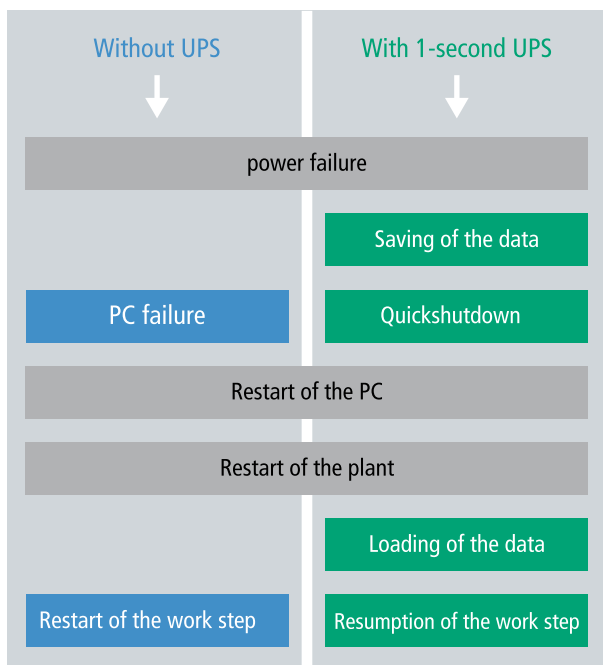 Without UPS
With 1-second UPS
power failure
Saving of the data
PC failure
Quickshutdown
Restart of the PC
Restart of the plant
Loading of the data
Restart of the work step
Resumption of the work step